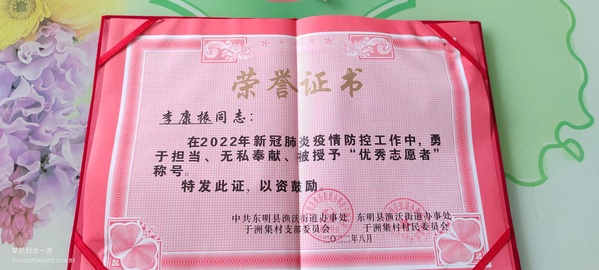 荣誉证书
李康振同志：
在2022年新冠肺炎疫情防控工作中，勇
于担当、无私奉献、被授予“优秀志愿者”
称号。
特发此证，以资鼓励。
中共东明县渔沃街道办事处 东明县渔沃街道办事处
于洲集村支部委员会 于洲集村村民委员会
二〇二二年八月